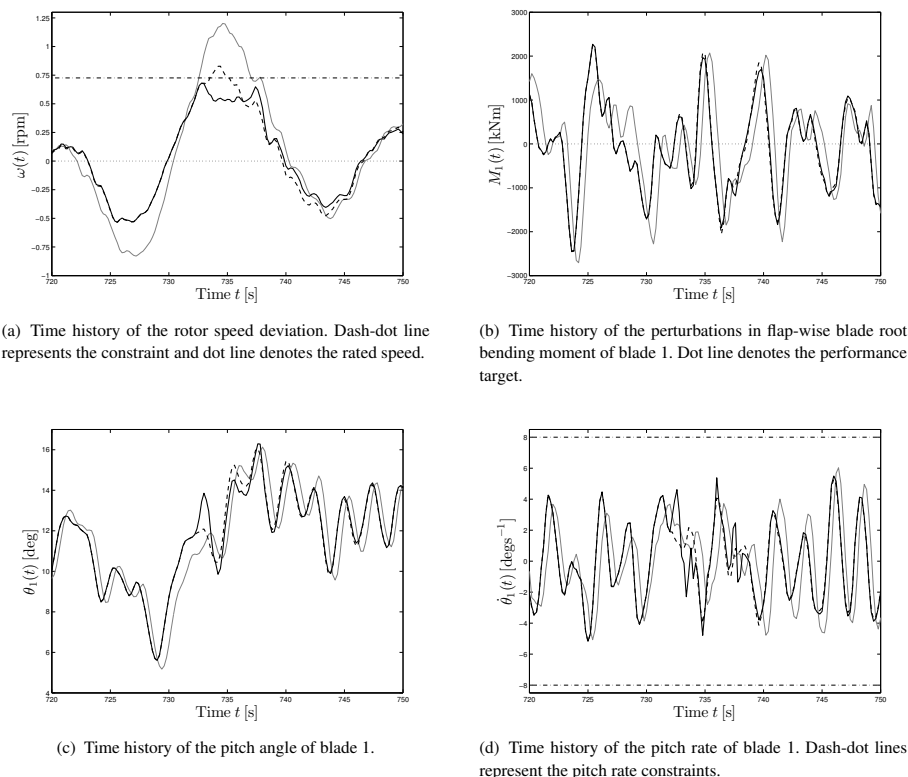 1.25
1
0.75
0.5
0.25
0
−0.25
−0.5
−0.75
−1
ω(t) [rpm]
720 725 730 735 740 745 750
Time t [s]
(a) Time history of the rotor speed deviation. Dash-dot line
represents the constraint and dot line denotes the rated speed.
3000
2000
1000
0
−1000
−2000
−3000
M₁(t) [kNm]
720 725 730 735 740 745 750
Time t [s]
(b) Time history of the perturbations in flap-wise blade root
bending moment of blade 1. Dot line denotes the performance
target.
16
14
12
10
8
6
4
θ₁(t) [deg]
720 725 730 735 740 745 750
Time t [s]
(c) Time history of the pitch angle of blade 1.
8
6
4
2
0
−2
−4
−6
−8
θ̇₁(t) [degs⁻¹]
720 725 730 735 740 745 750
Time t [s]
(d) Time history of the pitch rate of blade 1. Dash-dot lines
represent the pitch rate constraints.